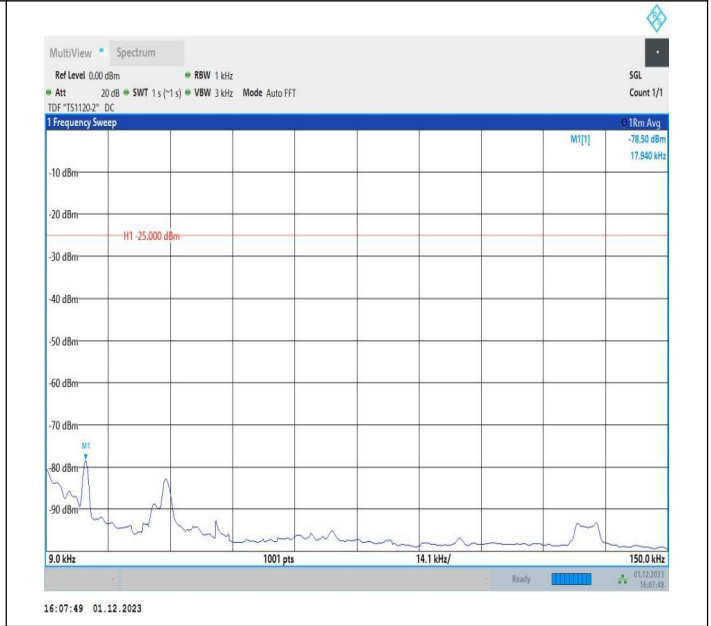 R&S
MultiView Spectrum
Ref Level 0.00 dBm RBW 1 kHz SGL
Att 20 dB SWT 1 s (~1 s) VBW 3 kHz Mode Auto FFT Count 1/1
TDF "TS1120-2" DC
1 Frequency Sweep 1Rm Avg
M1[1] -78.50 dBm
17.940 kHz
-10 dBm
-20 dBm
H1 -25.000 dBm
-30 dBm
-40 dBm
-50 dBm
-60 dBm
-70 dBm
M1
-80 dBm
-90 dBm
9.0 kHz 1001 pts 14.1 kHz/ 150.0 kHz
Ready 01.12.2023
16:07:48
16:07:49 01.12.2023